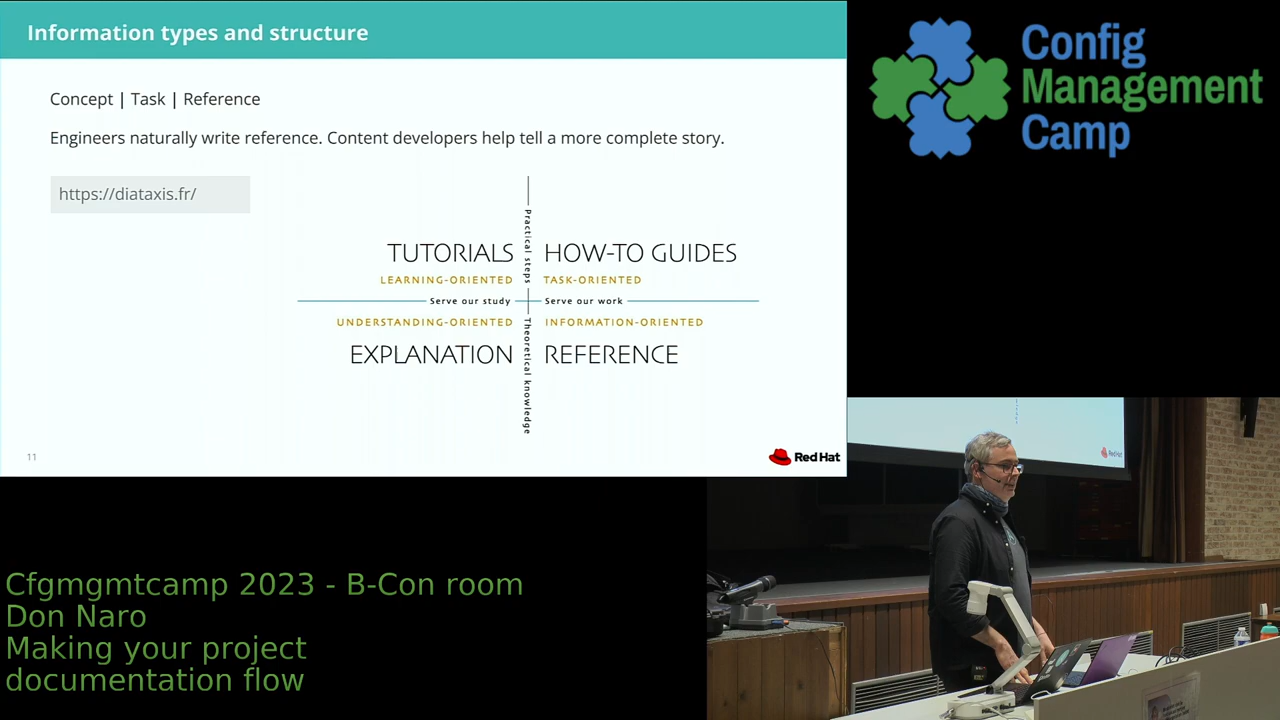 Information types and structure
Concept | Task | Reference
Engineers naturally write reference. Content developers help tell a more complete story.
https://diataxis.fr/
Practical steps
TUTORIALS HOW-TO GUIDES
LEARNING-ORIENTED TASK-ORIENTED
Serve our study Serve our work
UNDERSTANDING-ORIENTED INFORMATION-ORIENTED
EXPLANATION REFERENCE
Theoretical knowledge
11
Red Hat
Config
Management
Camp
Red Hat
Cfgmgmtcamp 2023 - B-Con room
Don Naro
Making your project
documentation flow